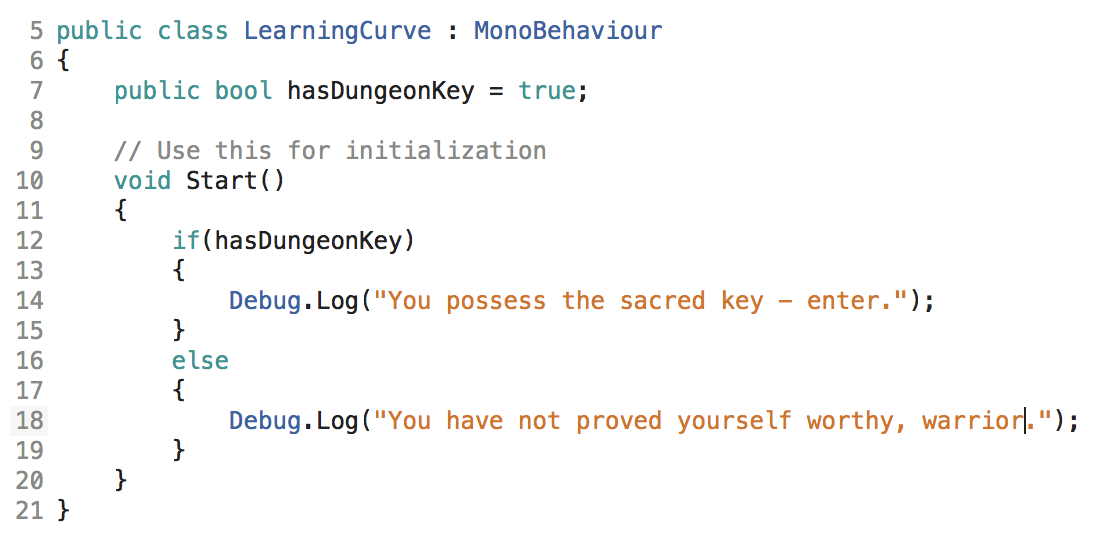 5 public class LearningCurve : MonoBehaviour
6 {
7     public bool hasDungeonKey = true;
8
9     // Use this for initialization
10     void Start()
11     {
12         if(hasDungeonKey)
13         {
14             Debug.Log("You possess the sacred key – enter.");
15         }
16         else
17         {
18             Debug.Log("You have not proved yourself worthy, warrior.");
19         }
20     }
21 }